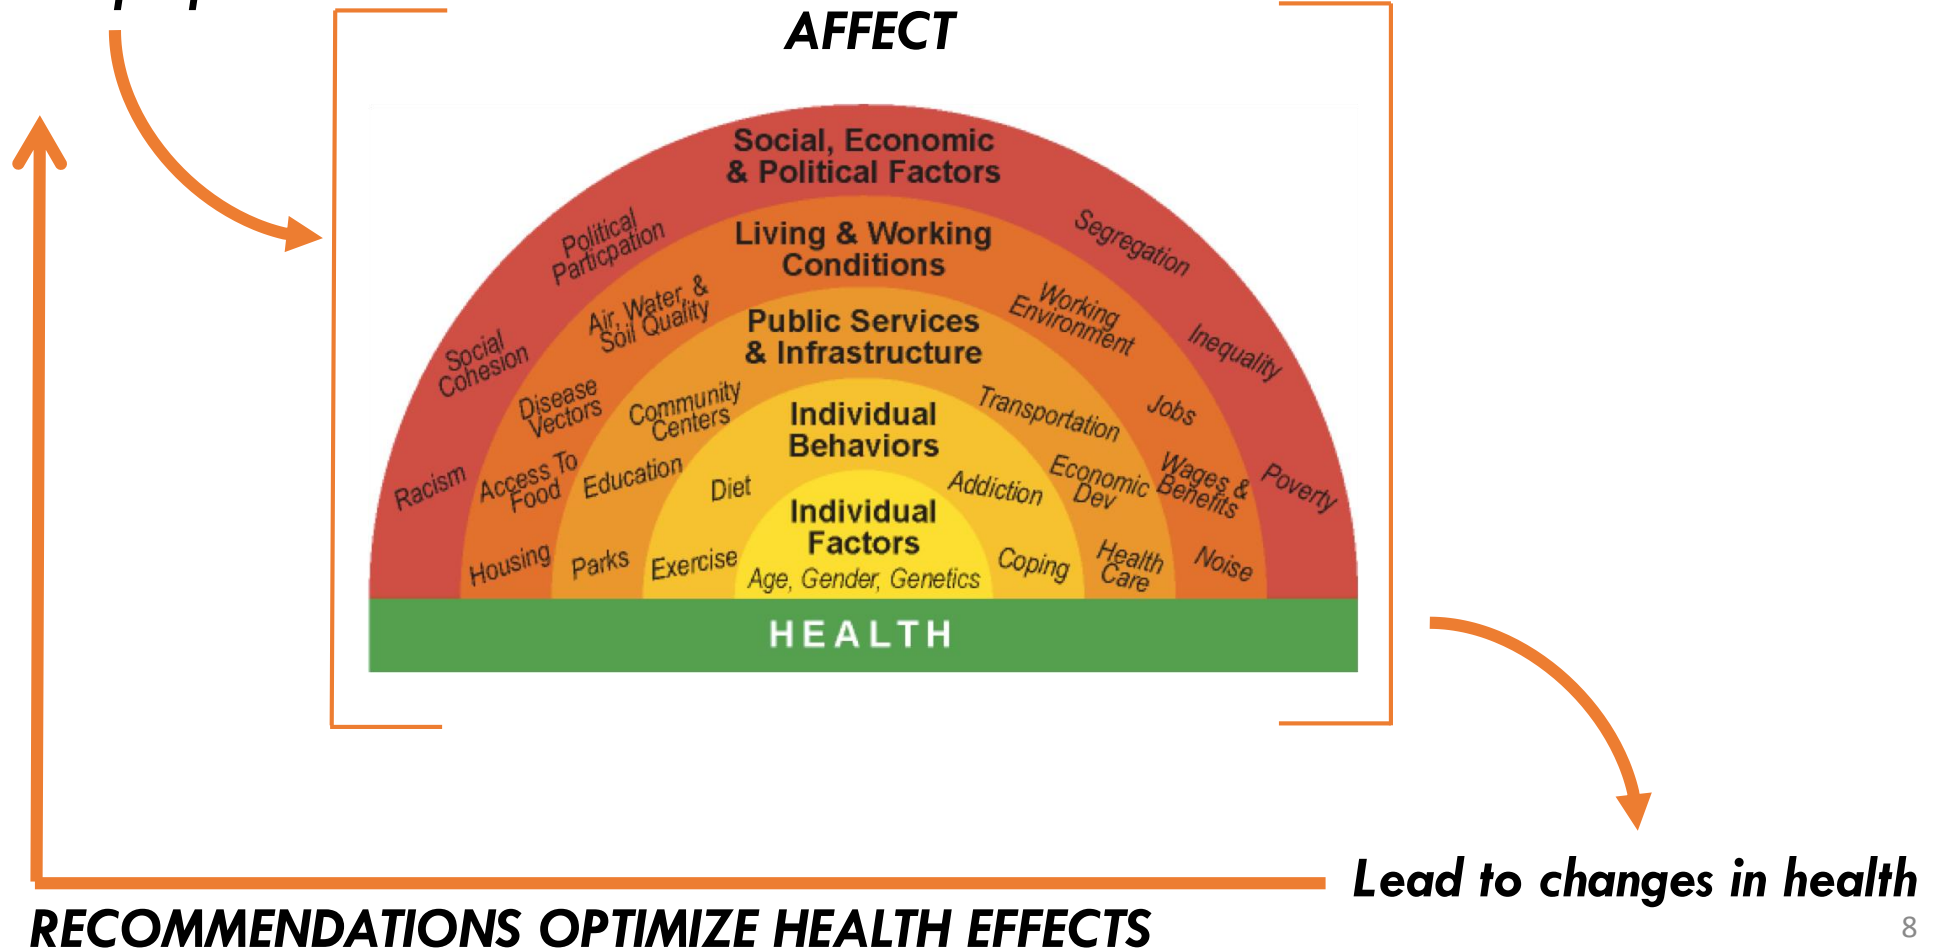 AFFECT
Social, Economic
& Political Factors
Political
Particpation
Segregation
Living & Working
Conditions
Air, Water, &
Soil Quality
Working
Environment
Public Services
& Infrastructure
Social
Cohesion
Inequality
Disease
Vectors
Community
Centers
Transportation
Jobs
Individual
Behaviors
Racism
Access To
Food
Education
Diet
Addiction
Economic
Dev
Wages &
Benefits
Poverty
Individual
Factors
Age, Gender, Genetics
Housing
Parks
Exercise
Coping
Health
Care
Noise
HEALTH
Lead to changes in health
RECOMMENDATIONS OPTIMIZE HEALTH EFFECTS
8